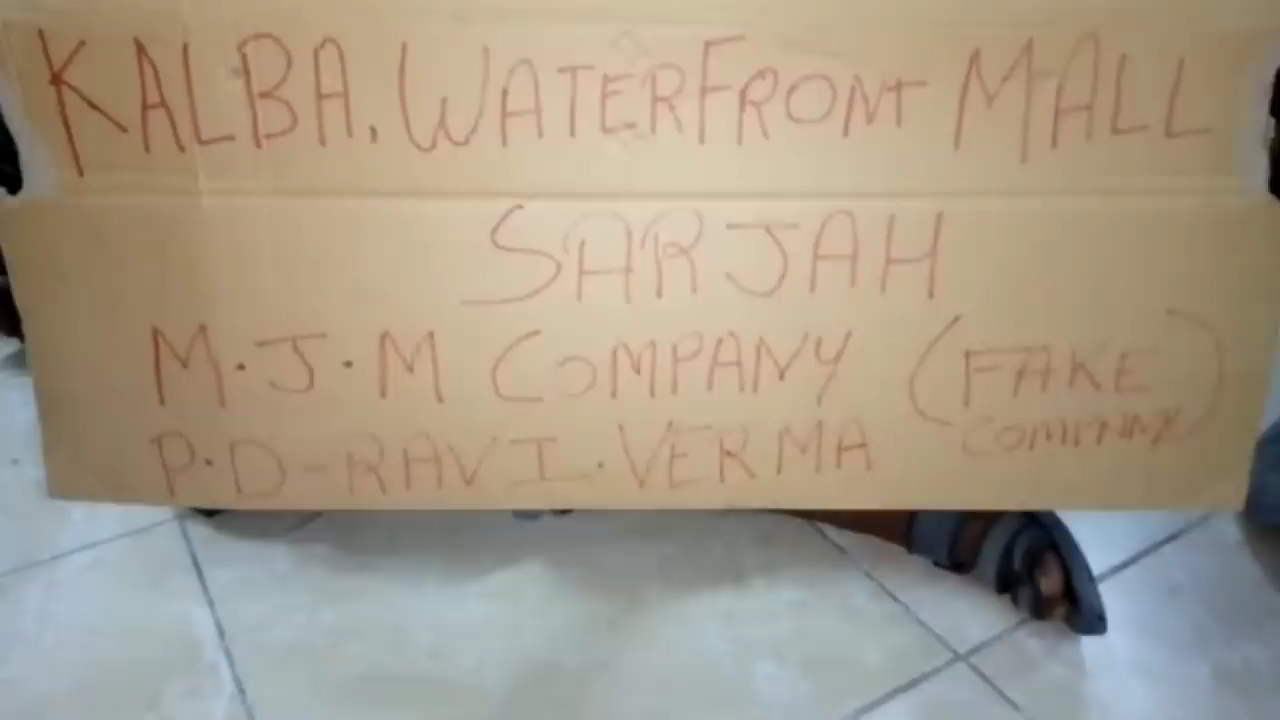 KALBA. WATERFRONT MALL
SARJAH
M.J.M COMPANY (FAKE COMPANY)
P.D-RAVI.VERMA